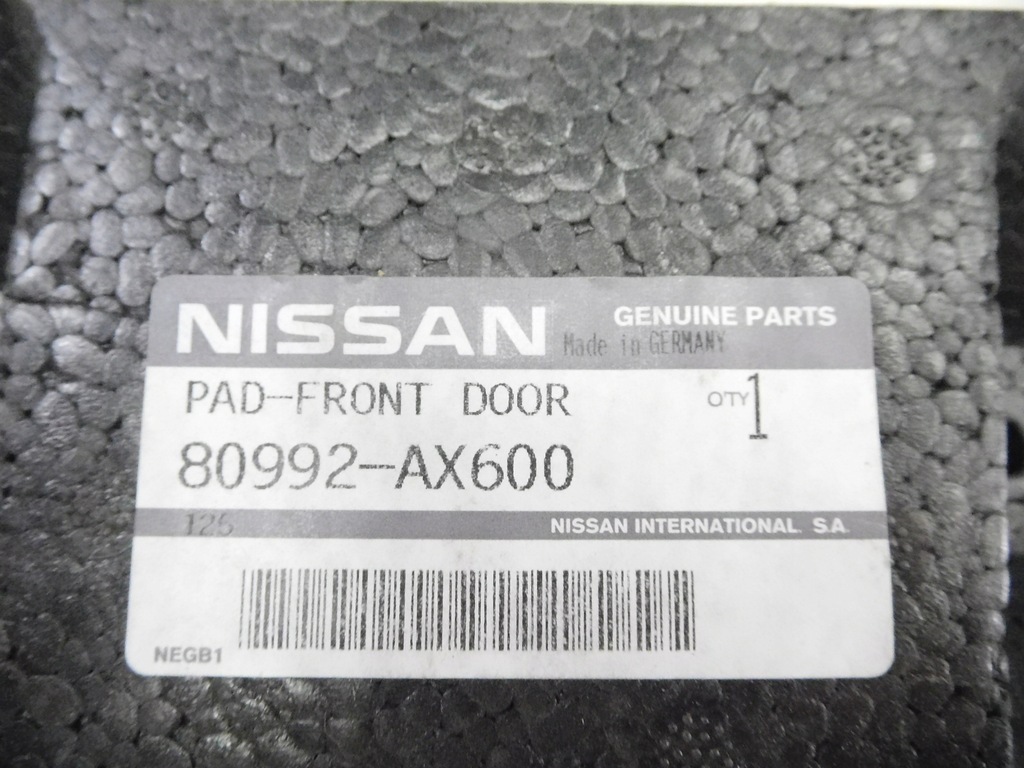 NISSAN GENUINE PARTS
Made in GERMANY
PAD-FRONT DOOR O'TY 1
80992-AX600
126 NISSAN INTERNATIONAL S.A.
NEGB1